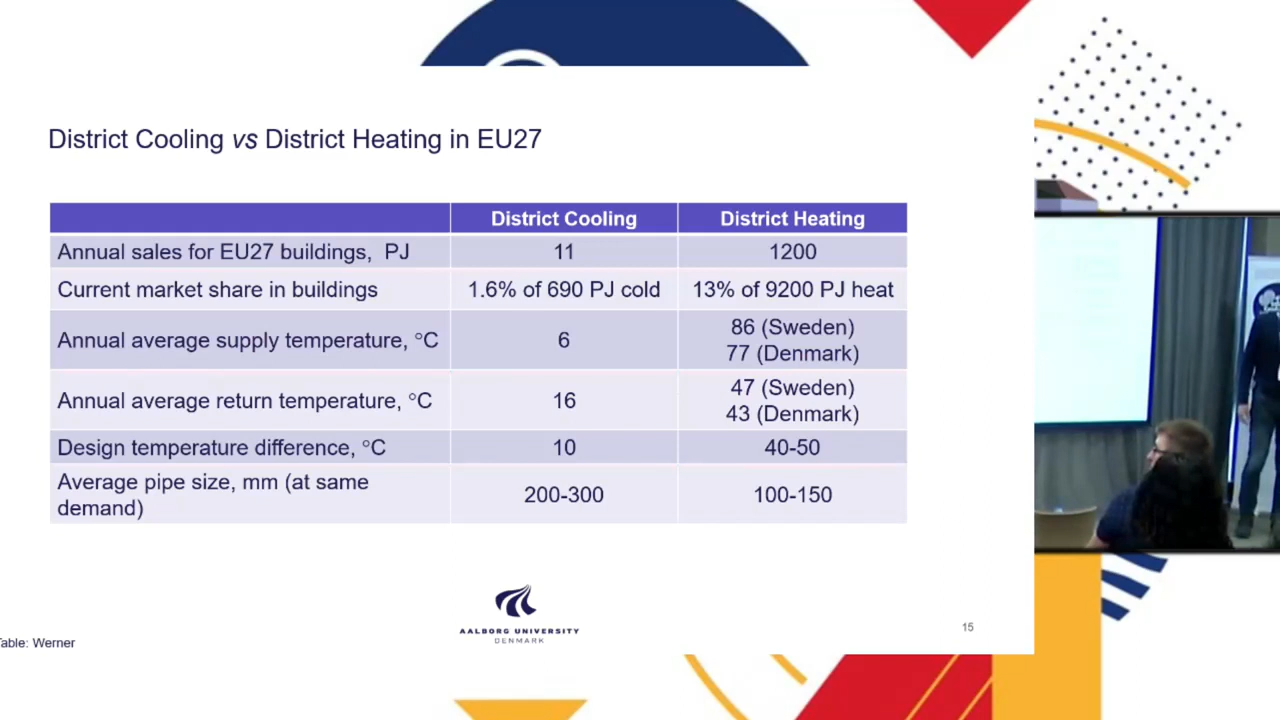 District Cooling vs District Heating in EU27
District Cooling District Heating
Annual sales for EU27 buildings, PJ 11 1200
Current market share in buildings 1.6% of 690 PJ cold 13% of 9200 PJ heat
Annual average supply temperature, °C 6 86 (Sweden)
77 (Denmark)
Annual average return temperature, °C 16 47 (Sweden)
43 (Denmark)
Design temperature difference, °C 10 40-50
Average pipe size, mm (at same
demand) 200-300 100-150
AALBORG UNIVERSITY
DENMARK
15
Table: Werner